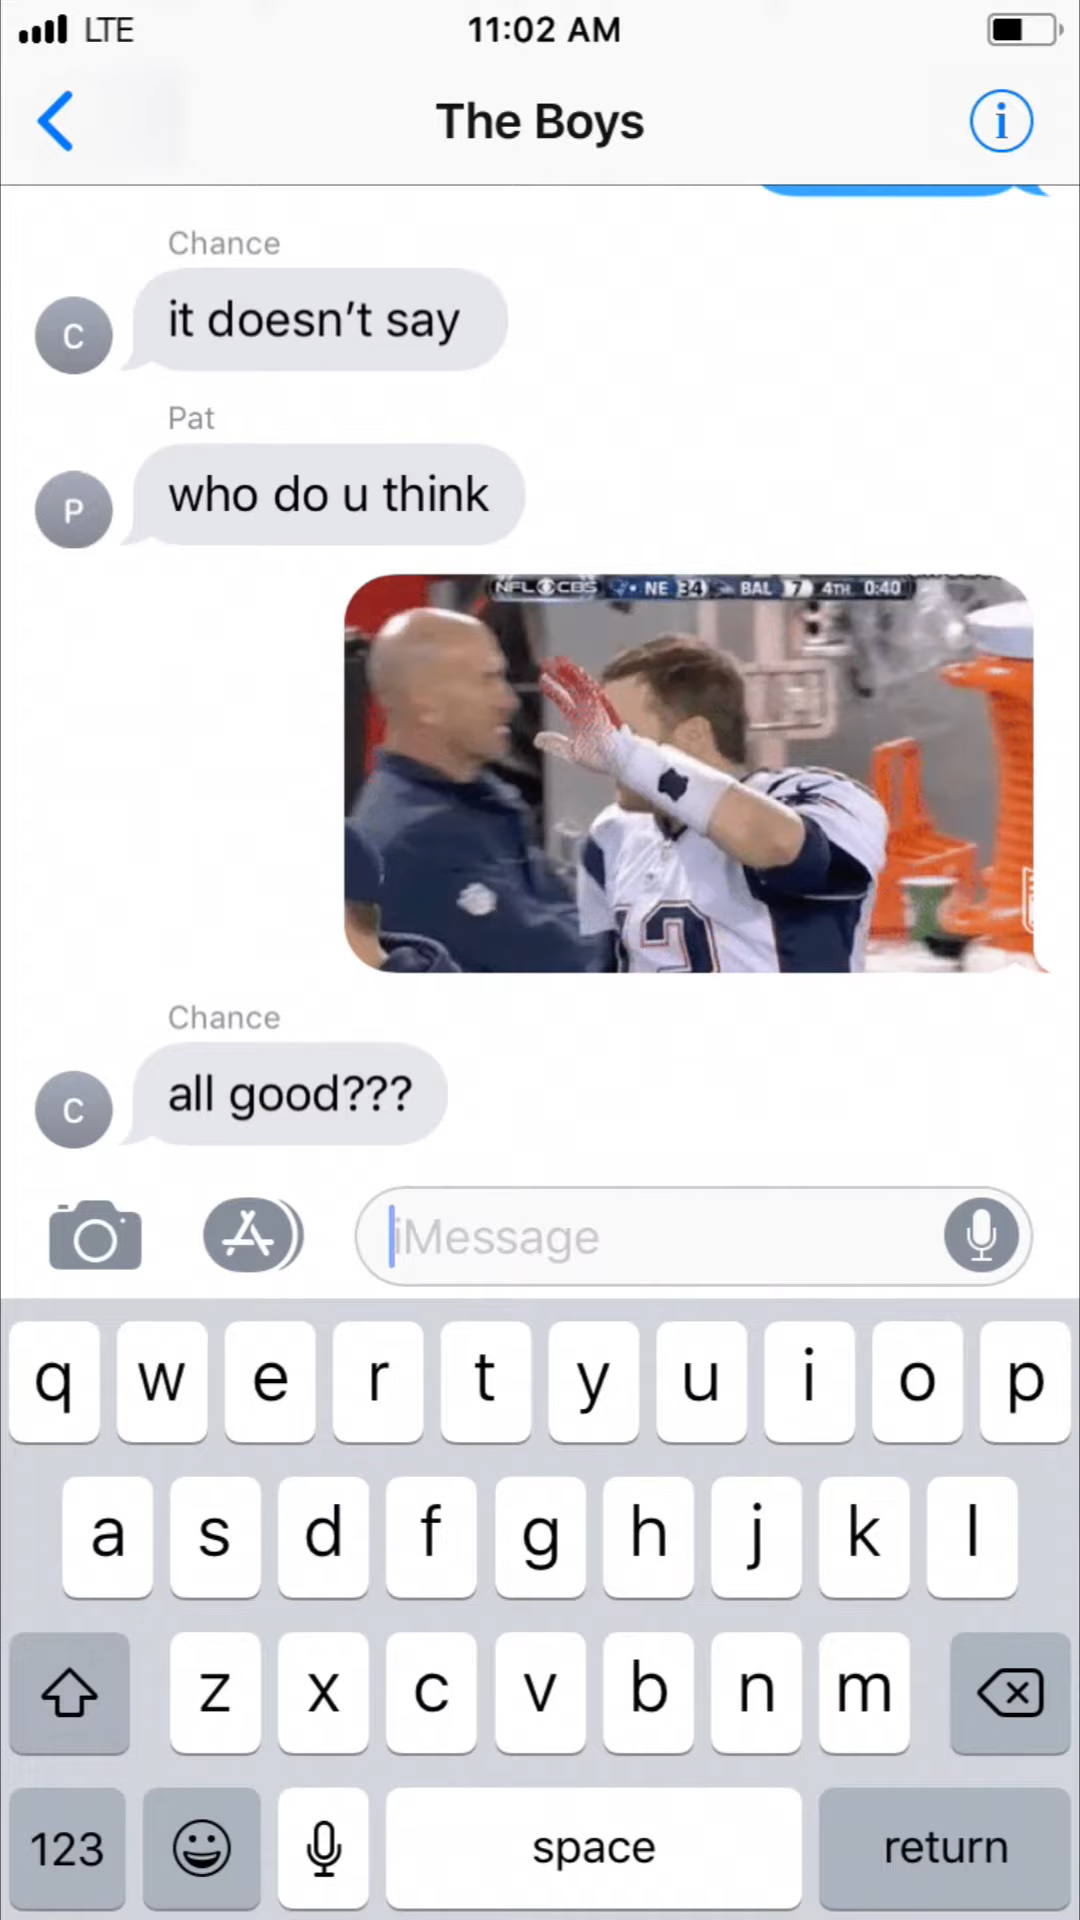 LTE
11:02 AM
The Boys
i
Chance
C
it doesn't say
Pat
P
who do u think
NFL CBS NE 34 BAL 7 4TH 0:40
12
Chance
C
all good???
iMessage
q w e r t y u i o p
a s d f g h j k l
z x c v b n m
123 space return